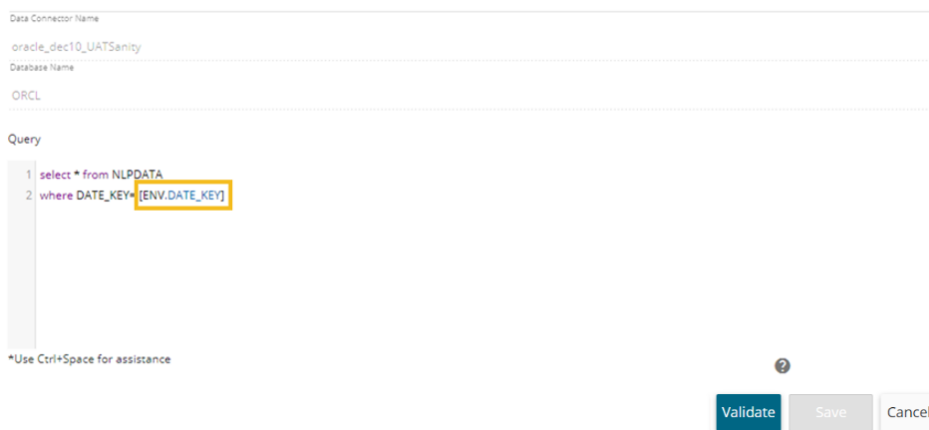 Data Connector Name
oracle_dec10_UATSanity
Database Name
ORCL
Query
1 select * from NLPDATA
2 where DATE_KEY= [ENV.DATE_KEY]
*Use Ctrl+Space for assistance
?
Validate Save Cancel